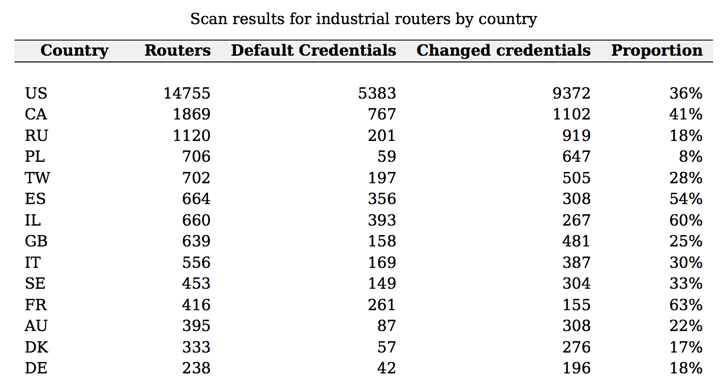 Scan results for industrial routers by country
Country Routers Default Credentials Changed credentials Proportion
US 14755 5383 9372 36%
CA 1869 767 1102 41%
RU 1120 201 919 18%
PL 706 59 647 8%
TW 702 197 505 28%
ES 664 356 308 54%
IL 660 393 267 60%
GB 639 158 481 25%
IT 556 169 387 30%
SE 453 149 304 33%
FR 416 261 155 63%
AU 395 87 308 22%
DK 333 57 276 17%
DE 238 42 196 18%